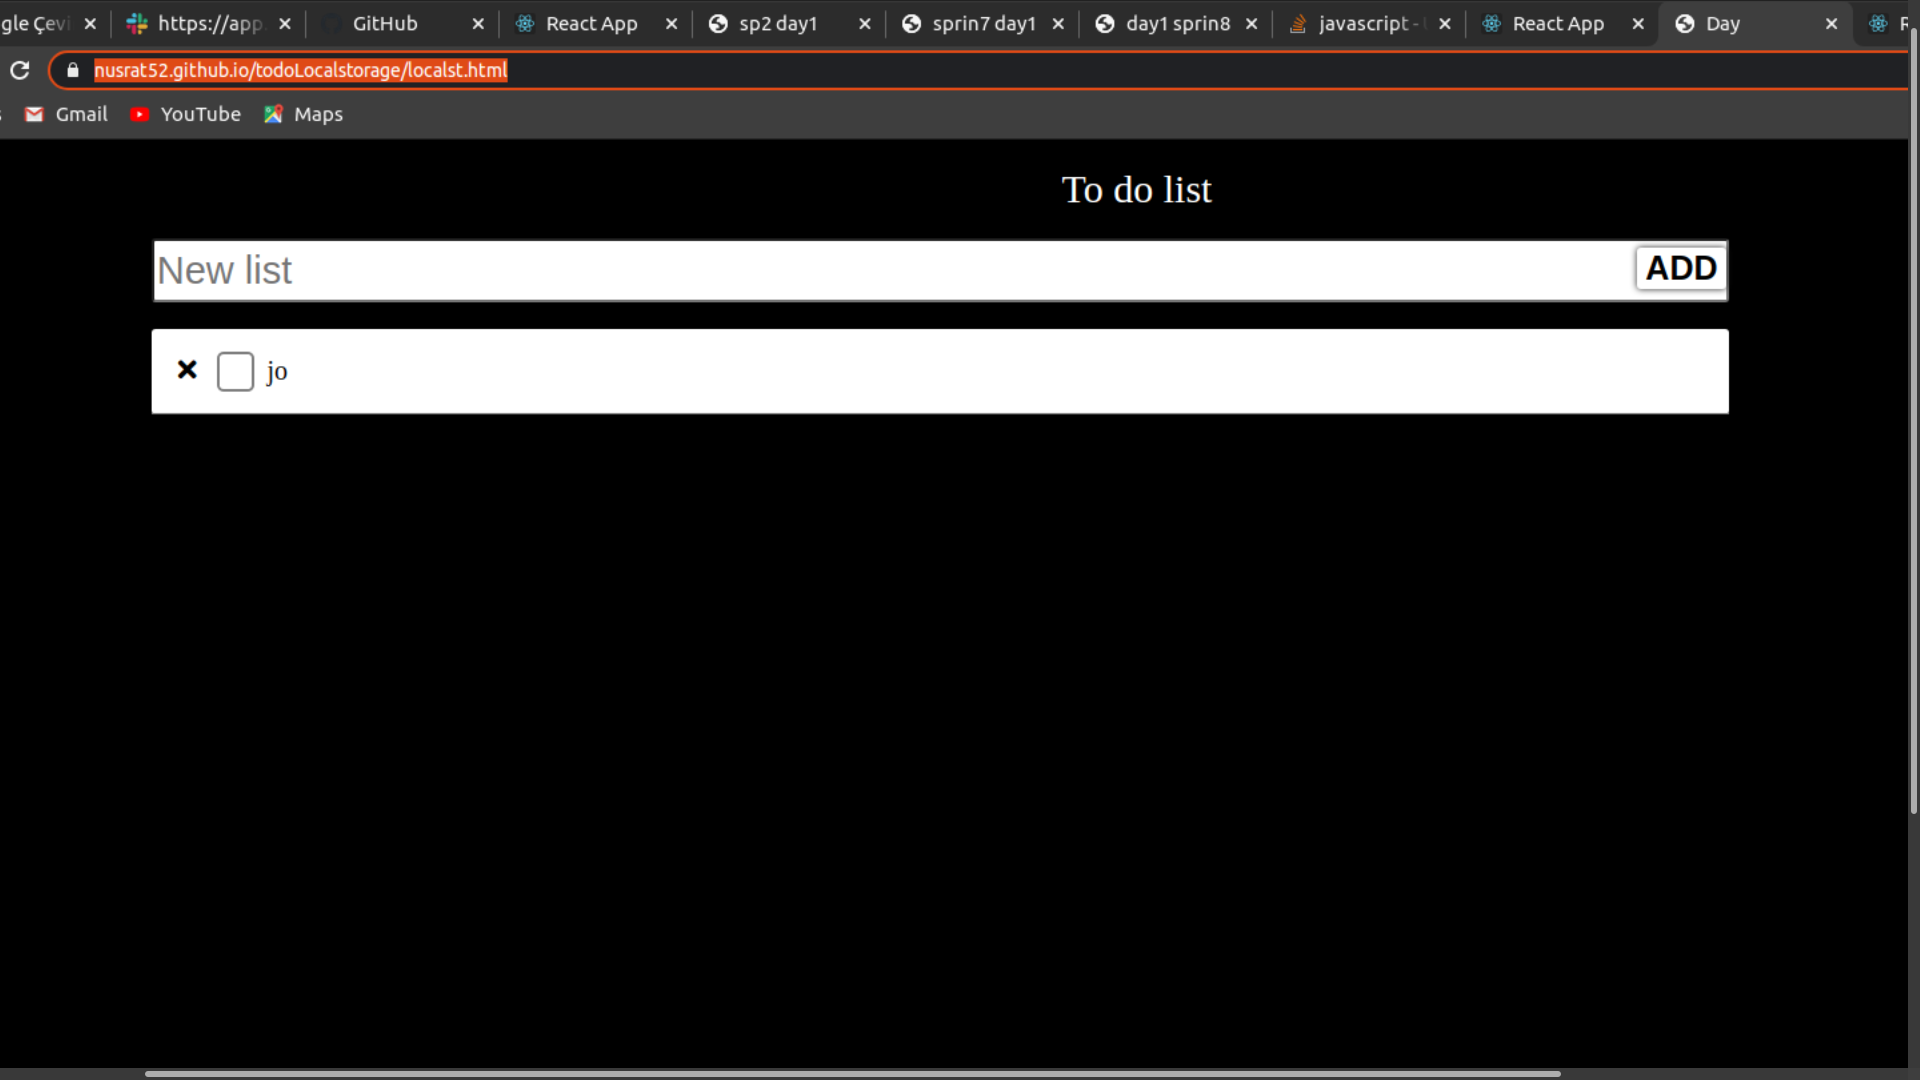 gle Çevi https://app. GitHub React App sp2 day1 sprin7 day1 day1 sprin8 javascript - React App Day
nusrat52.github.io/todoLocalstorage/localst.html
Gmail YouTube Maps
To do list
New list ADD
jo